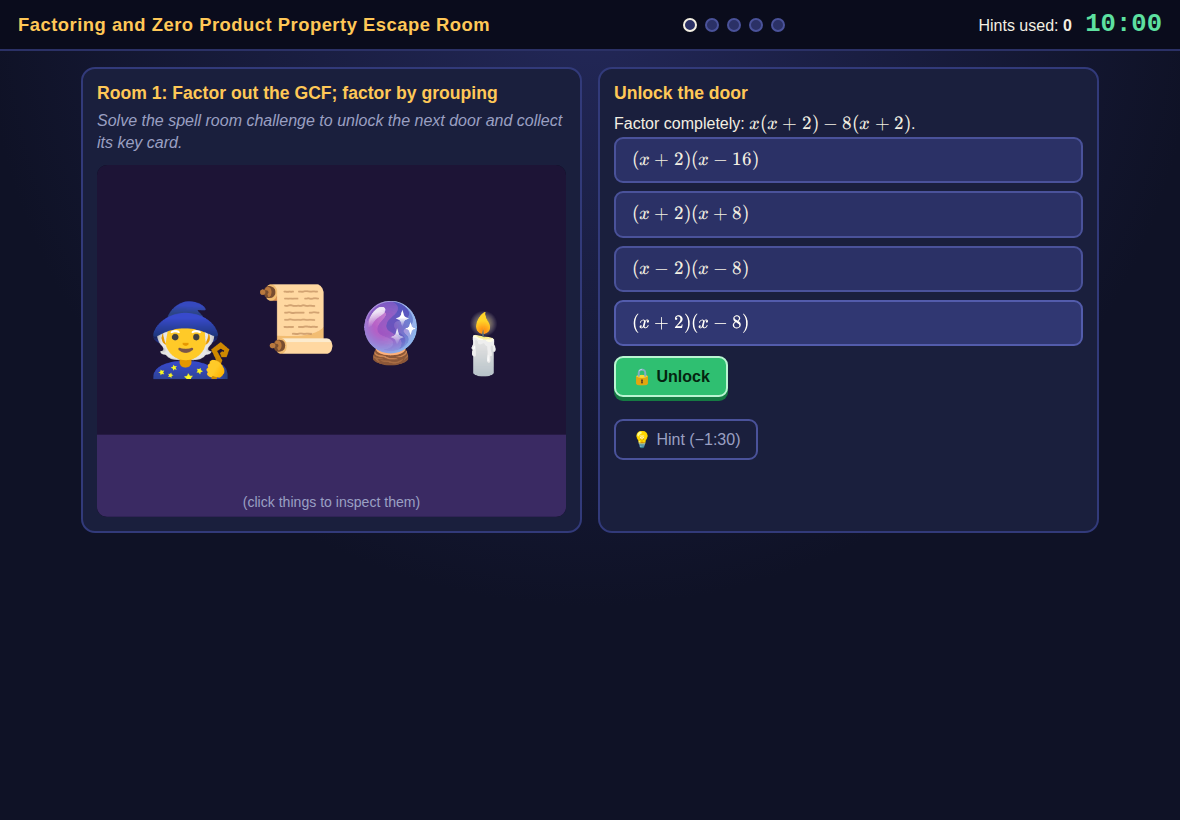 Factoring and Zero Product Property Escape Room
Hints used: 0 10:00
Room 1: Factor out the GCF; factor by grouping
Solve the spell room challenge to unlock the next door and collect
its key card.
(click things to inspect them)
Unlock the door
Factor completely: x(x + 2) − 8(x + 2).
(x + 2)(x − 16)
(x + 2)(x + 8)
(x − 2)(x − 8)
(x + 2)(x − 8)
🔒 Unlock
💡 Hint (−1:30)